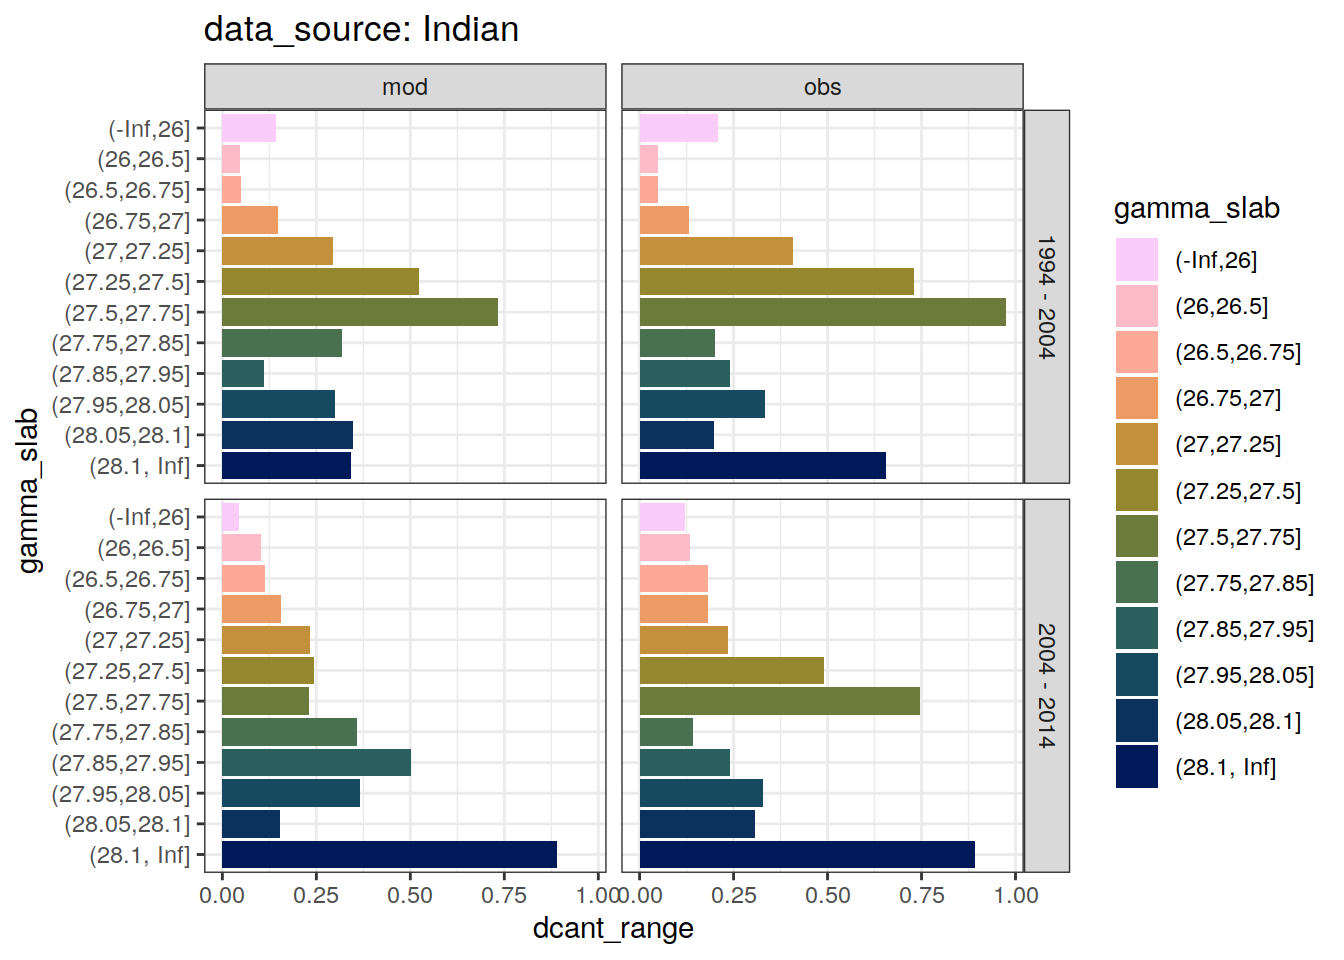 data_source: Indian
mod
obs
(-Inf,26]
(26,26.5]
(26.5,26.75]
(26.75,27]
(27,27.25]
(27.25,27.5]
(27.5,27.75]
(27.75,27.85]
(27.85,27.95]
(27.95,28.05]
(28.05,28.1]
(28.1, Inf]
1994 - 2004
(-Inf,26]
(26,26.5]
(26.5,26.75]
(26.75,27]
(27,27.25]
(27.25,27.5]
(27.5,27.75]
(27.75,27.85]
(27.85,27.95]
(27.95,28.05]
(28.05,28.1]
(28.1, Inf]
2004 - 2014
gamma_slab
0.00 0.25 0.50 0.75 1.00
0.00 0.25 0.50 0.75 1.00
dcant_range
gamma_slab
(-Inf,26]
(26,26.5]
(26.5,26.75]
(26.75,27]
(27,27.25]
(27.25,27.5]
(27.5,27.75]
(27.75,27.85]
(27.85,27.95]
(27.95,28.05]
(28.05,28.1]
(28.1, Inf]